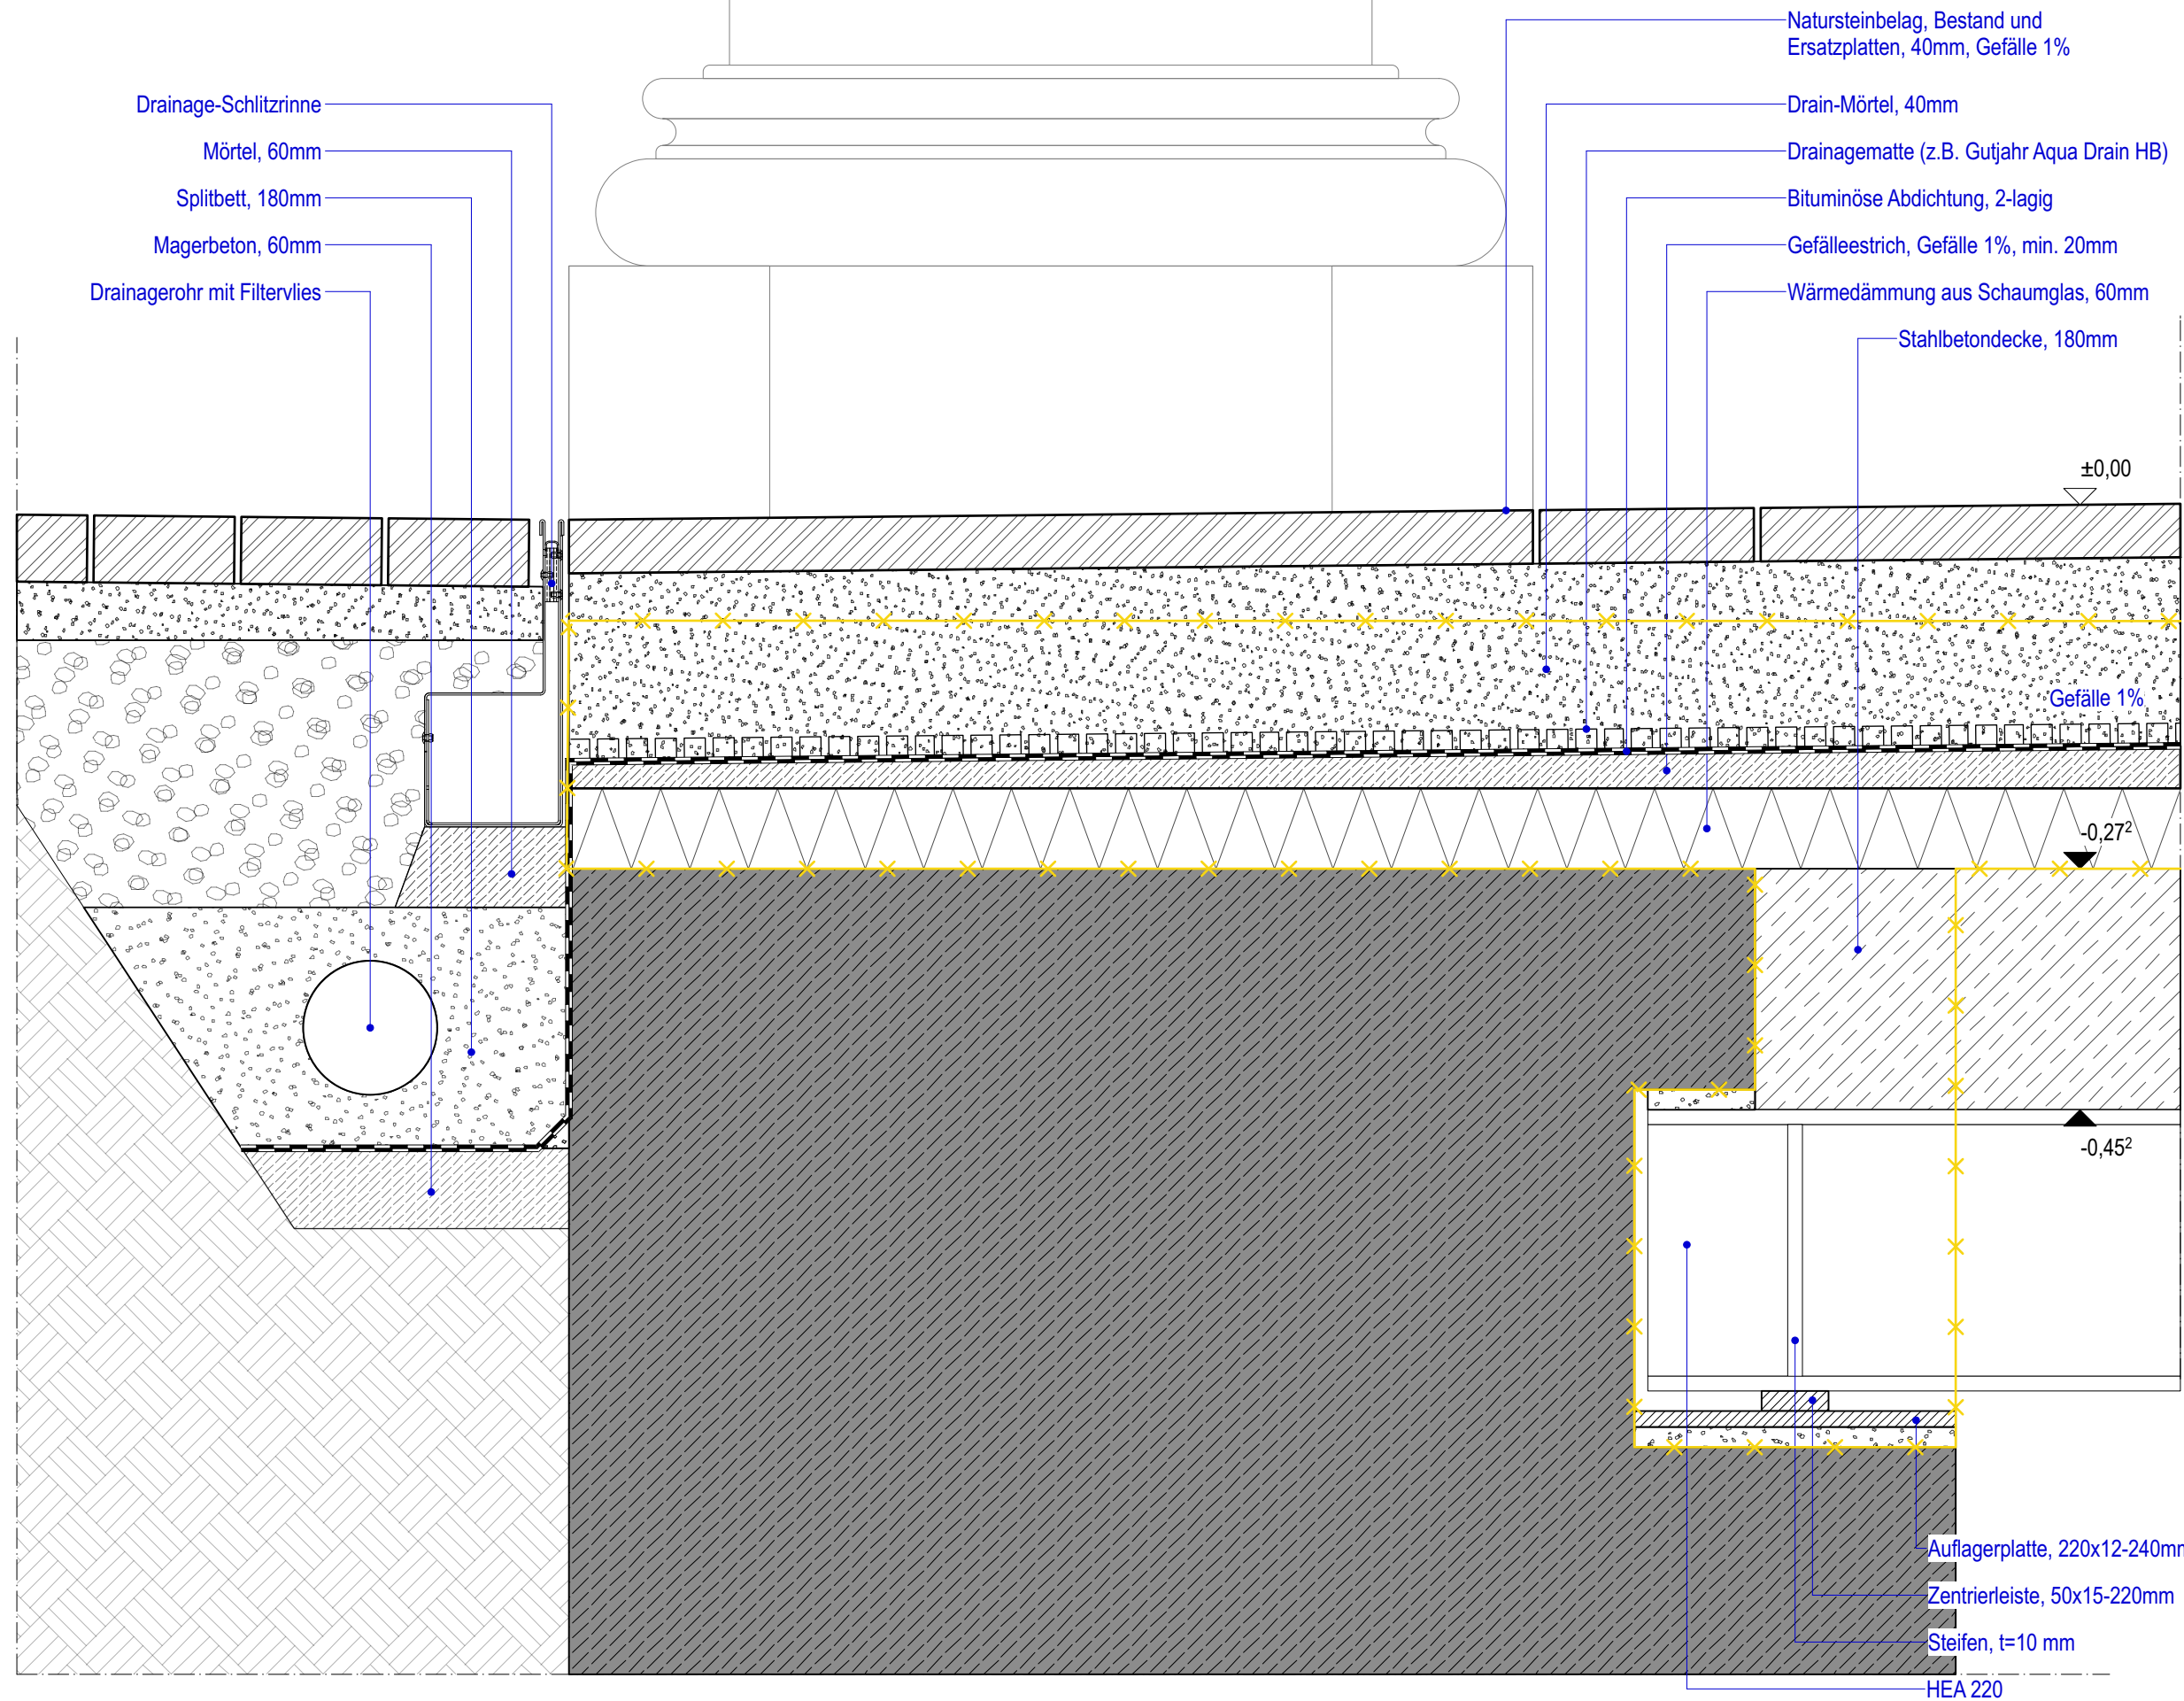 Natursteinbelag, Bestand und
Ersatzplatten, 40mm, Gefälle 1%
Drainage-Schlitzrinne
Drain-Mörtel, 40mm
Mörtel, 60mm
Drainagematte (z.B. Gutjahr Aqua Drain HB)
Splitbett, 180mm
Bituminöse Abdichtung, 2-lagig
Magerbeton, 60mm
Gefälleestrich, Gefälle 1%, min. 20mm
Drainagerohr mit Filtervlies
Wärmedämmung aus Schaumglas, 60mm
Stahlbetondecke, 180mm
±0,00
Gefälle 1%
-0,27²
-0,45²
Auflagerplatte, 220x12-240mm
Zentrierleiste, 50x15-220mm
Steifen, t=10 mm
HEA 220